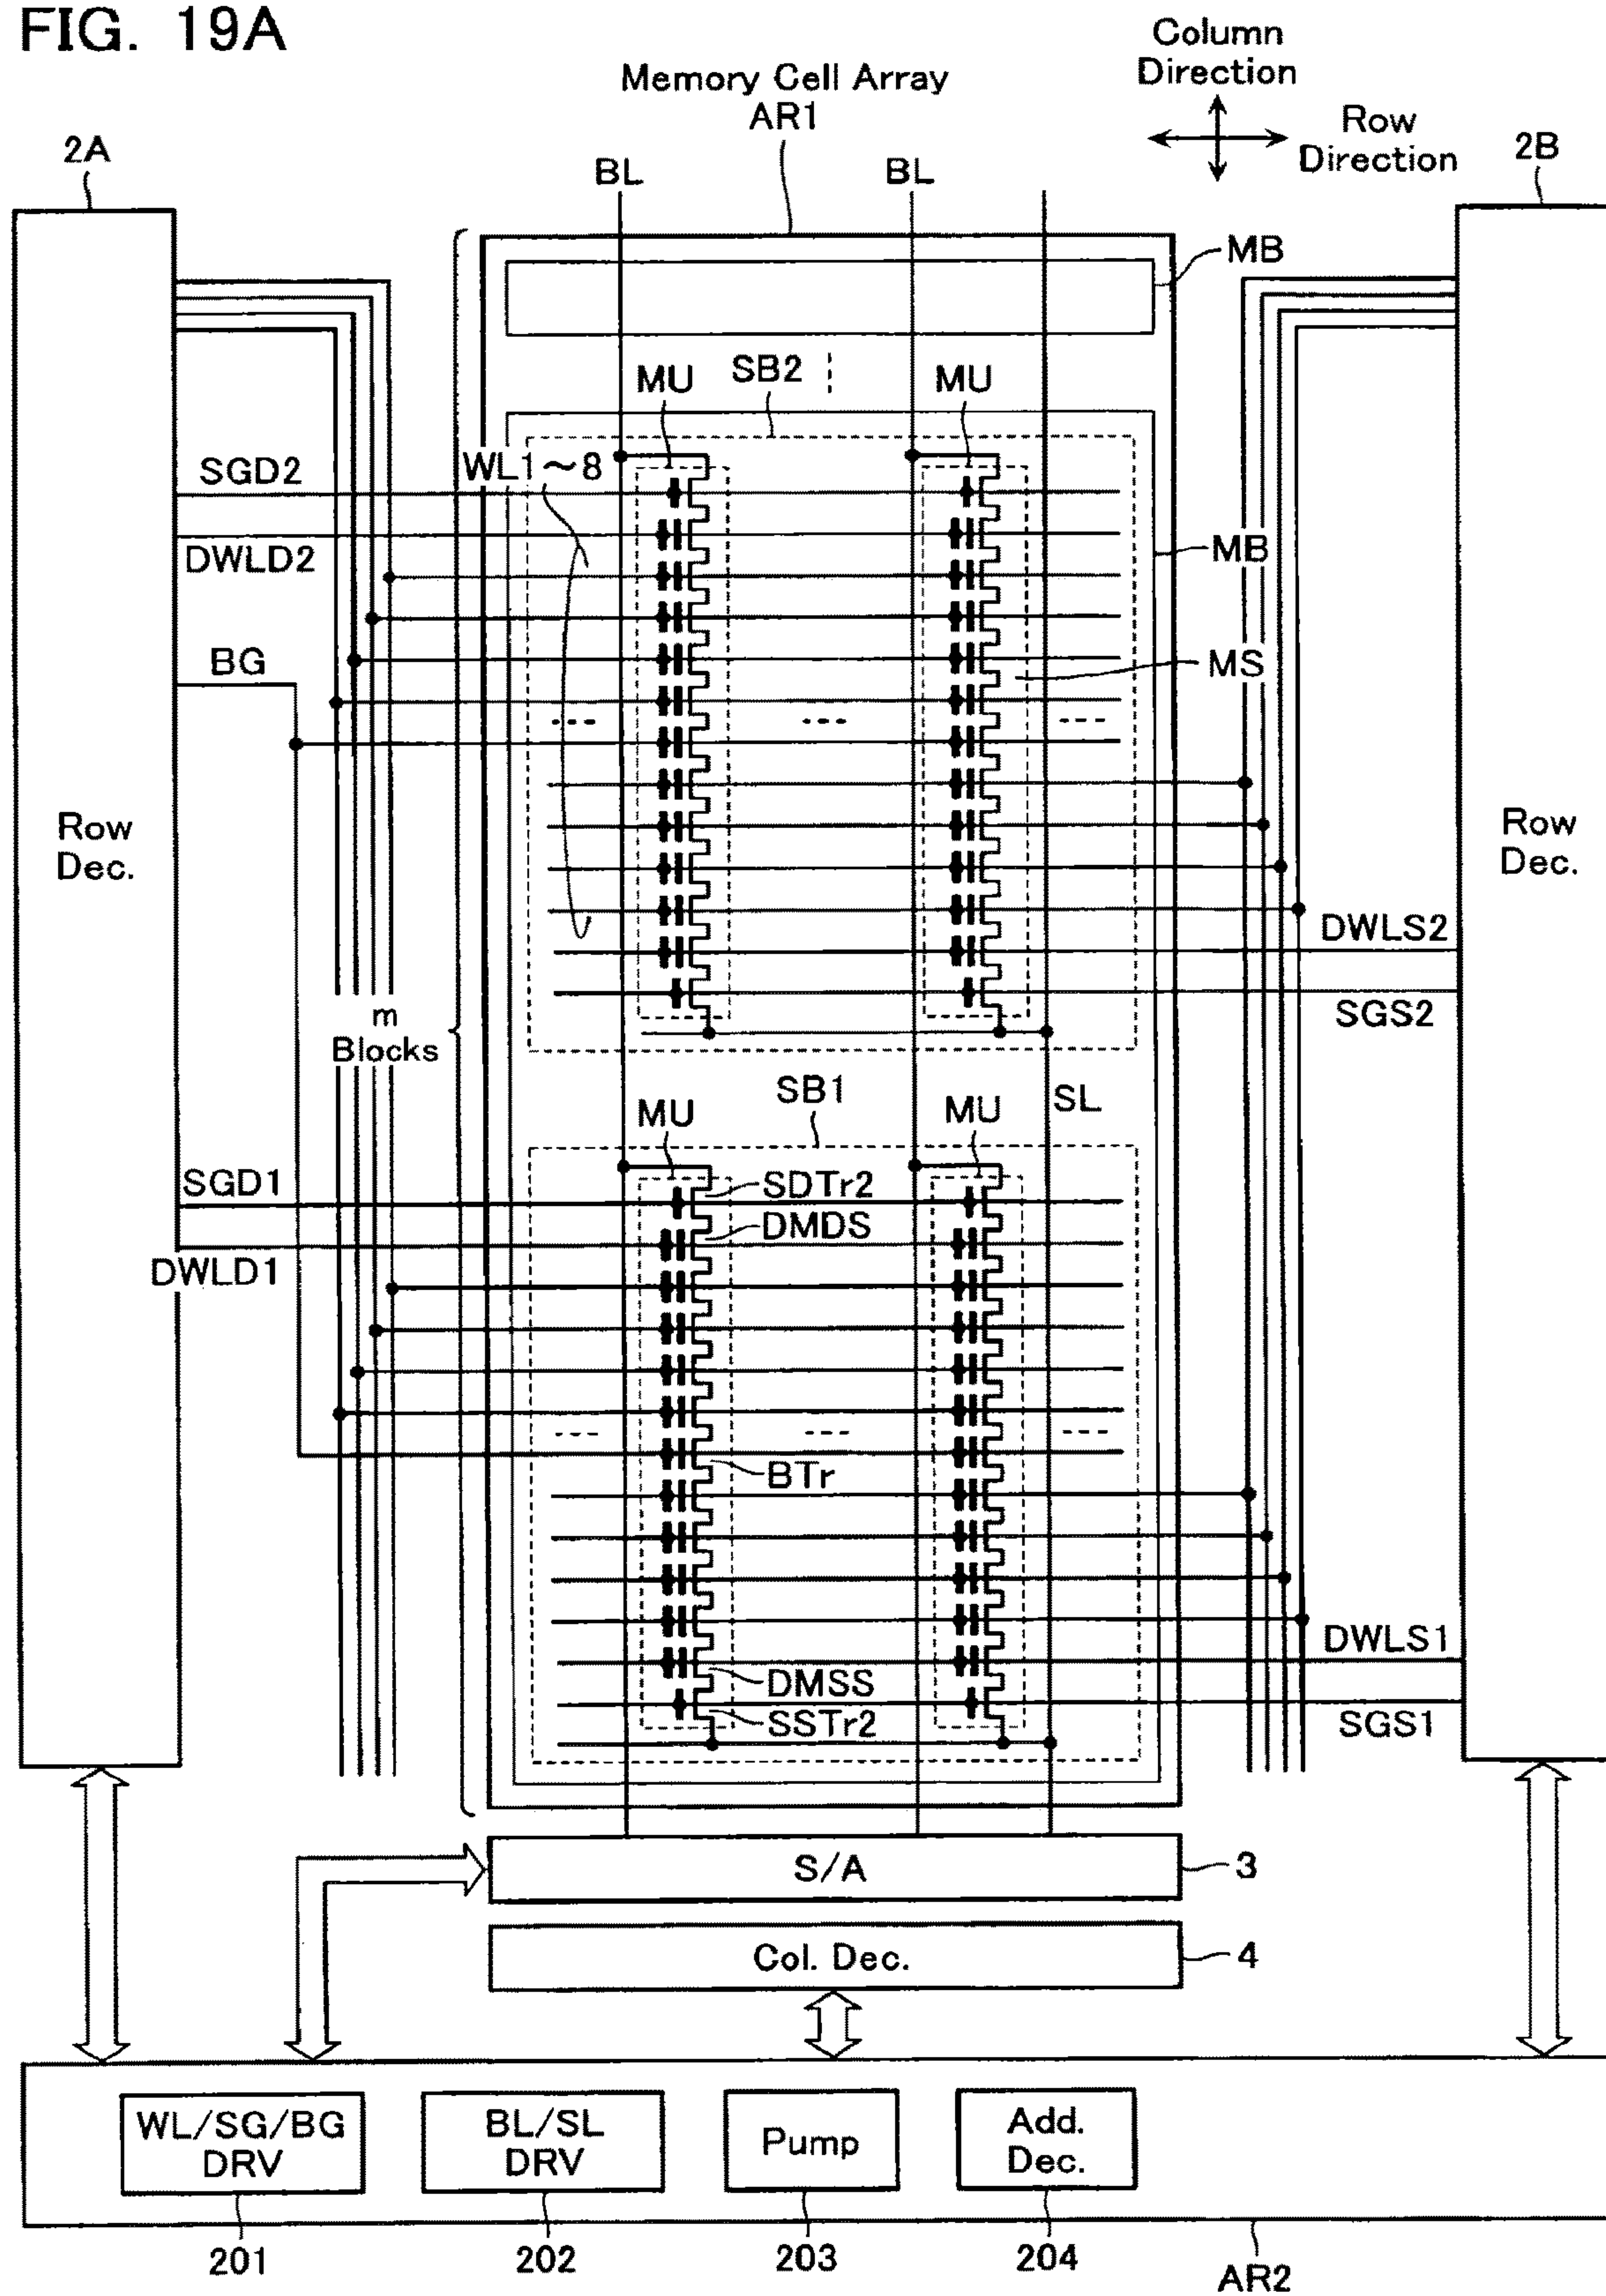 FIG. 19A
Column
Direction
Row
Direction
Memory Cell Array
AR1
2A
2B
BL
BL
MB
MU
SB2
MU
SGD2
WL1〜8
DWLD2
MB
BG
MS
Row
Dec.
Row
Dec.
DWLS2
m
Blocks
SGS2
SB1
MU
MU
SL
SGD1
SDTr2
DMDS
DWLD1
BTr
DWLS1
DMSS
SSTr2
SGS1
S/A
3
Col. Dec.
4
WL/SG/BG
DRV
BL/SL
DRV
Pump
Add.
Dec.
201
202
203
204
AR2